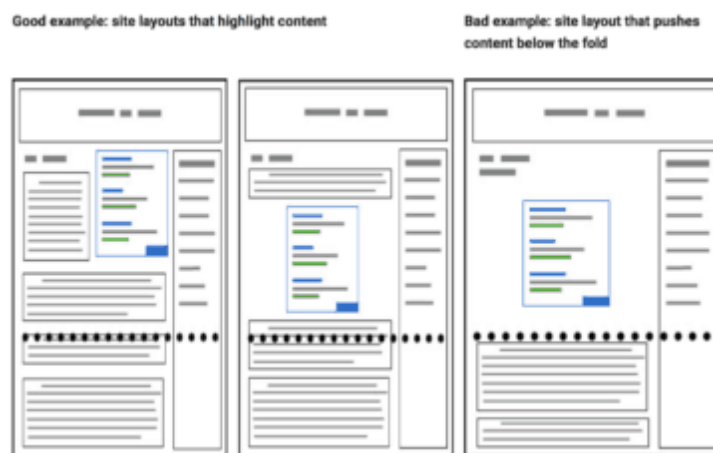 Good example: site layouts that highlight content
Bad example: site layout that pushes
content below the fold